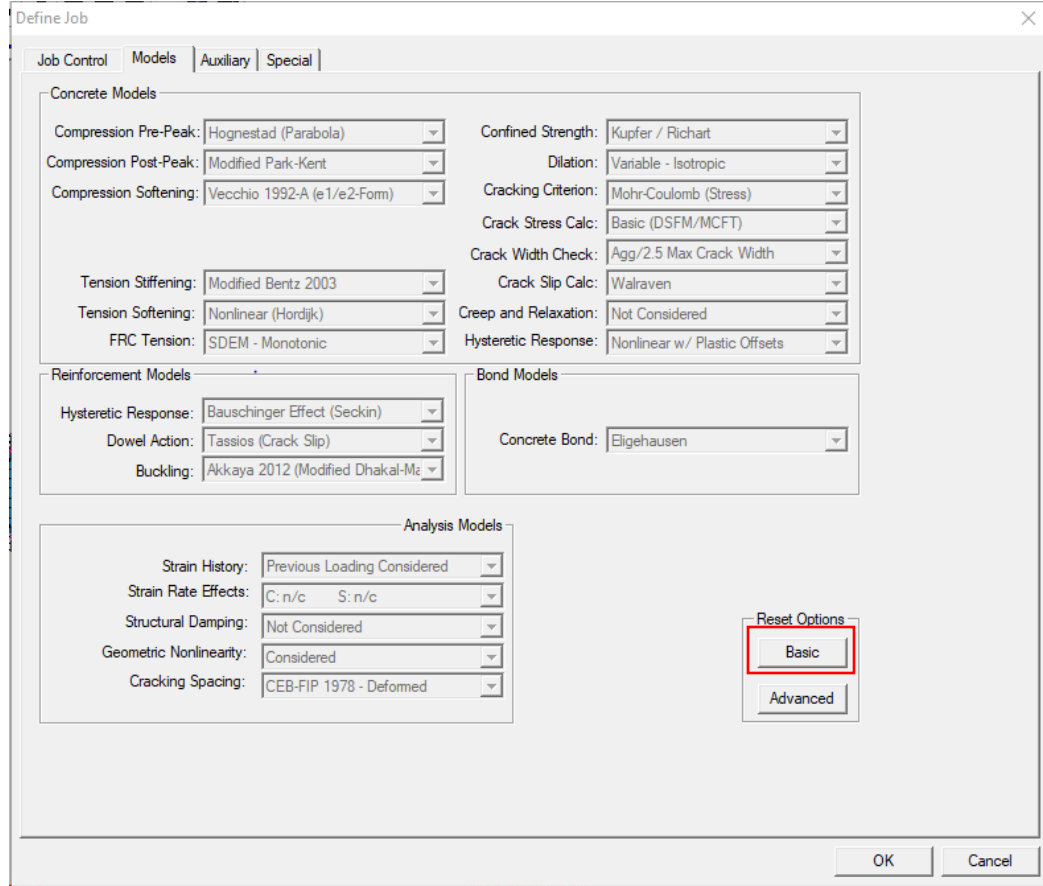 Define Job
Job Control Models Auxiliary Special
Concrete Models
Compression Pre-Peak: Hognestad (Parabola)
Compression Post-Peak: Modified Park-Kent
Compression Softening: Vecchio 1992-A (e1/e2-Form)
Tension Stiffening: Modified Bentz 2003
Tension Softening: Nonlinear (Hordijk)
FRC Tension: SDEM - Monotonic
Confined Strength: Kupfer / Richart
Dilation: Variable - Isotropic
Cracking Criterion: Mohr-Coulomb (Stress)
Crack Stress Calc: Basic (DSFM/MCFT)
Crack Width Check: Agg/2.5 Max Crack Width
Crack Slip Calc: Walraven
Creep and Relaxation: Not Considered
Hysteretic Response: Nonlinear w/ Plastic Offsets
Reinforcement Models
Hysteretic Response: Bauschinger Effect (Seckin)
Dowel Action: Tassios (Crack Slip)
Buckling: Akkaya 2012 (Modified Dhakal-Ma
Bond Models
Concrete Bond: Eligehausen
Analysis Models
Strain History: Previous Loading Considered
Strain Rate Effects: C: n/c S: n/c
Structural Damping: Not Considered
Geometric Nonlinearity: Considered
Cracking Spacing: CEB-FIP 1978 - Deformed
Reset Options
Basic
Advanced
OK Cancel